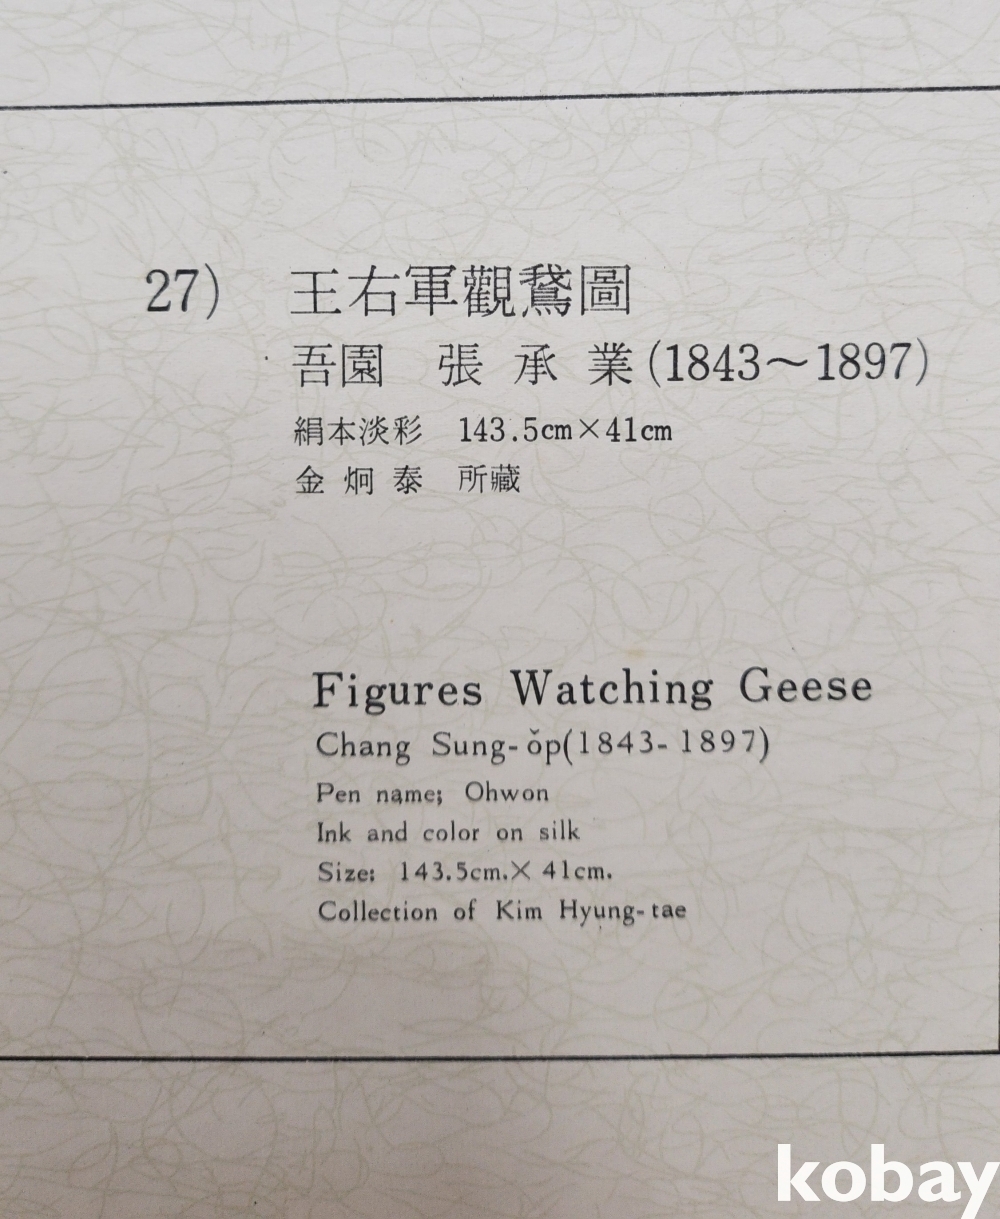 27) 王右軍觀鵞圖
吾園 張 承 業(1843～1897)
絹本淡彩 143.5cm×41cm
金 炯 泰 所藏
Figures Watching Geese
Chang Sung-ŏp(1843-1897)
Pen name; Ohwon
Ink and color on silk
Size: 143.5cm.× 41cm.
Collection of Kim Hyung-tae
kobay